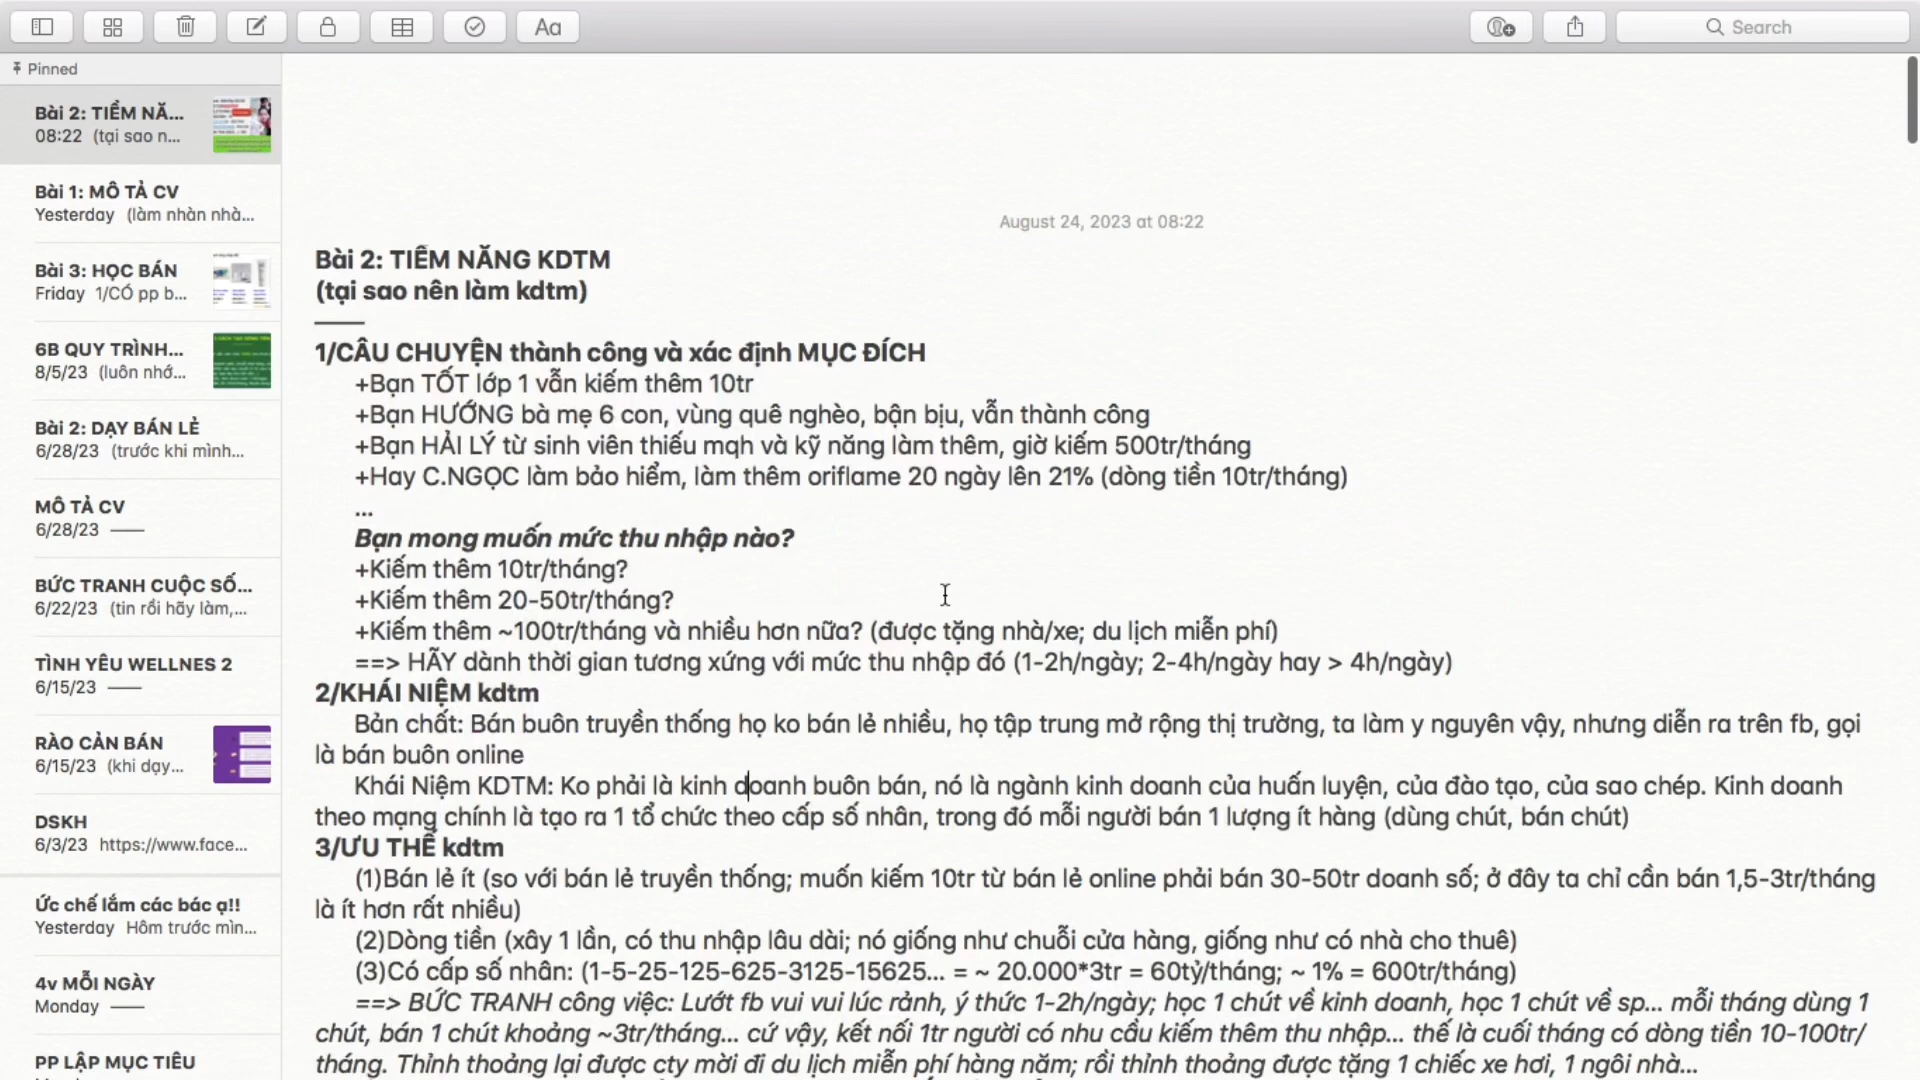 Search
Pinned
Bài 2: TIỀM NĂ...
08:22 (tại sao n...
Bài 1: MÔ TẢ CV
Yesterday (làm nhàn nhà...
Bài 3: HỌC BÁN
Friday 1/CÓ pp b...
6B QUY TRÌNH...
8/5/23 (luôn nhớ...
Bài 2: DẠY BÁN LẺ
6/28/23 (trước khi mình...
MÔ TẢ CV
6/28/23 ——
BỨC TRANH CUỘC SỐ...
6/22/23 (tin rồi hãy làm,...
TÌNH YÊU WELLNES 2
6/15/23 ——
RÀO CẢN BÁN
6/15/23 (khi dạy...
DSKH
6/3/23 https://www.face...
Ức chế lắm các bác ạ!!
Yesterday Hôm trước mìn...
4v MỖI NGÀY
Monday ——
PP LẬP MỤC TIÊU
August 24, 2023 at 08:22
Bài 2: TIỀM NĂNG KDTM
(tại sao nên làm kdtm)
——
1/CÂU CHUYỆN thành công và xác định MỤC ĐÍCH
+Bạn TỐT lớp 1 vẫn kiếm thêm 10tr
+Bạn HƯỚNG bà mẹ 6 con, vùng quê nghèo, bận bịu, vẫn thành công
+Bạn HẢI LÝ từ sinh viên thiếu mqh và kỹ năng làm thêm, giờ kiếm 500tr/tháng
+Hay C.NGỌC làm bảo hiểm, làm thêm oriflame 20 ngày lên 21% (dòng tiền 10tr/tháng)
...
Bạn mong muốn mức thu nhập nào?
+Kiếm thêm 10tr/tháng?
+Kiếm thêm 20-50tr/tháng?
+Kiếm thêm ~100tr/tháng và nhiều hơn nữa? (được tặng nhà/xe; du lịch miễn phí)
==> HÃY dành thời gian tương xứng với mức thu nhập đó (1-2h/ngày; 2-4h/ngày hay > 4h/ngày)
2/KHÁI NIỆM kdtm
Bản chất: Bán buôn truyền thống họ ko bán lẻ nhiều, họ tập trung mở rộng thị trường, ta làm y nguyên vậy, nhưng diễn ra trên fb, gọi
là bán buôn online
Khái Niệm KDTM: Ko phải là kinh doanh buôn bán, nó là ngành kinh doanh của huấn luyện, của đào tạo, của sao chép. Kinh doanh
theo mạng chính là tạo ra 1 tổ chức theo cấp số nhân, trong đó mỗi người bán 1 lượng ít hàng (dùng chút, bán chút)
3/ƯU THẾ kdtm
(1)Bán lẻ ít (so với bán lẻ truyền thống; muốn kiếm 10tr từ bán lẻ online phải bán 30-50tr doanh số; ở đây ta chỉ cần bán 1,5-3tr/tháng
là ít hơn rất nhiều)
(2)Dòng tiền (xây 1 lần, có thu nhập lâu dài; nó giống như chuỗi cửa hàng, giống như có nhà cho thuê)
(3)Có cấp số nhân: (1-5-25-125-625-3125-15625... = ~ 20.000*3tr = 60tỷ/tháng; ~ 1% = 600tr/tháng)
==> BỨC TRANH công việc: Lướt fb vui vui lúc rảnh, ý thức 1-2h/ngày; học 1 chút về kinh doanh, học 1 chút về sp... mỗi tháng dùng 1
chút, bán 1 chút khoảng ~3tr/tháng... cứ vậy, kết nối 1tr người có nhu cầu kiếm thêm thu nhập... thế là cuối tháng có dòng tiền 10-100tr/
tháng. Thỉnh thoảng lại được cty mời đi du lịch miễn phí hàng năm; rồi thỉnh thoảng được tặng 1 chiếc xe hơi, 1 ngôi nhà...